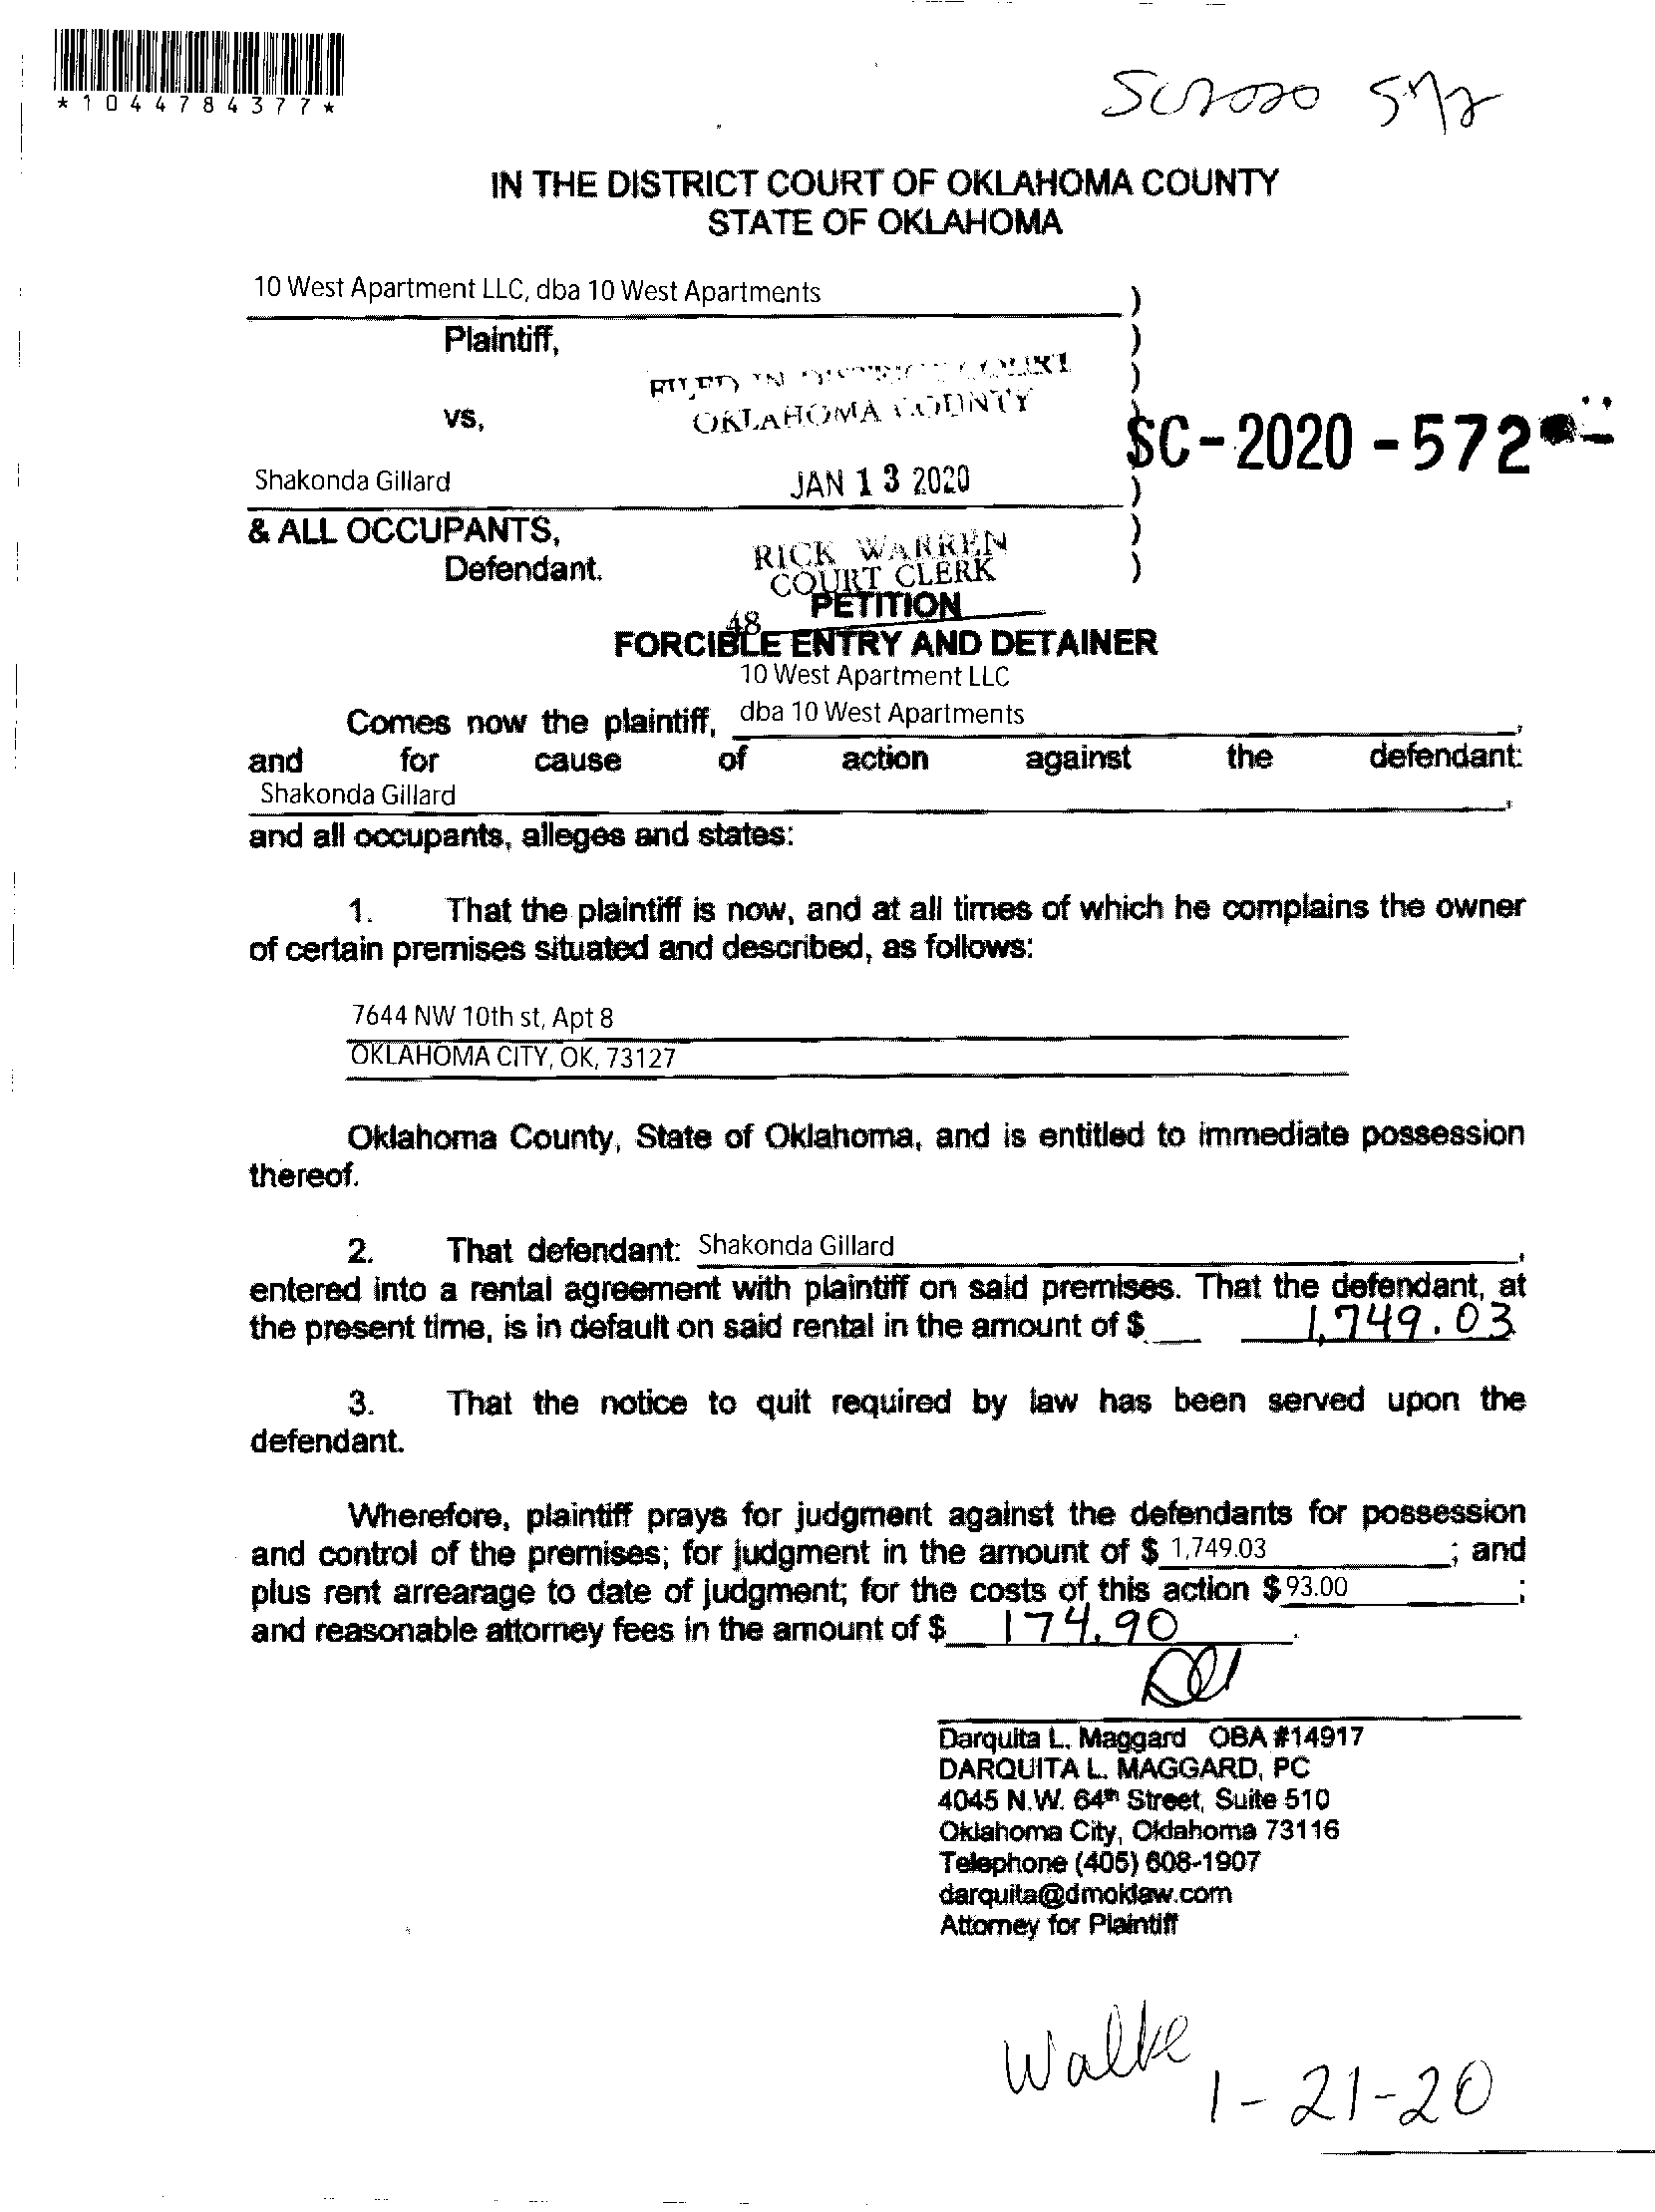 *1044784377*
SC2020 572
IN THE DISTRICT COURT OF OKLAHOMA COUNTY
STATE OF OKLAHOMA
10 West Apartment LLC, dba 10 West Apartments )
Plaintiff, )
FILED IN DISTRICT COURT )
OKLAHOMA COUNTY
vs, )
SC-2020-572
Shakonda Gillard JAN 13 2020 )
& ALL OCCUPANTS, )
Defendant. )
RICK WARREN
COURT CLERK
48
PETITION
FORCIBLE ENTRY AND DETAINER
10 West Apartment LLC
Comes now the plaintiff, dba 10 West Apartments,
and for cause of action against the defendant:
Shakonda Gillard,
and all occupants, alleges and states:
1. That the plaintiff is now, and at all times of which he complains the owner
of certain premises situated and described, as follows:
7644 NW 10th st, Apt 8
OKLAHOMA CITY, OK, 73127
Oklahoma County, State of Oklahoma, and is entitled to immediate possession
thereof.
2. That defendant: Shakonda Gillard,
entered into a rental agreement with plaintiff on said premises. That the defendant, at
the present time, is in default on said rental in the amount of $ 1,749.03
3. That the notice to quit required by law has been served upon the
defendant.
Wherefore, plaintiff prays for judgment against the defendants for possession
and control of the premises; for judgment in the amount of $ 1,749.03; and
plus rent arrearage to date of judgment; for the costs of this action $ 93.00;
and reasonable attorney fees in the amount of $ 174.90.
Darquita L. Maggard OBA #14917
DARQUITA L. MAGGARD, PC
4045 N.W. 64th Street, Suite 510
Oklahoma City, Oklahoma 73116
Telephone (405) 608-1907
darquita@dmoklaw.com
Attorney for Plaintiff
Walke
1-21-20